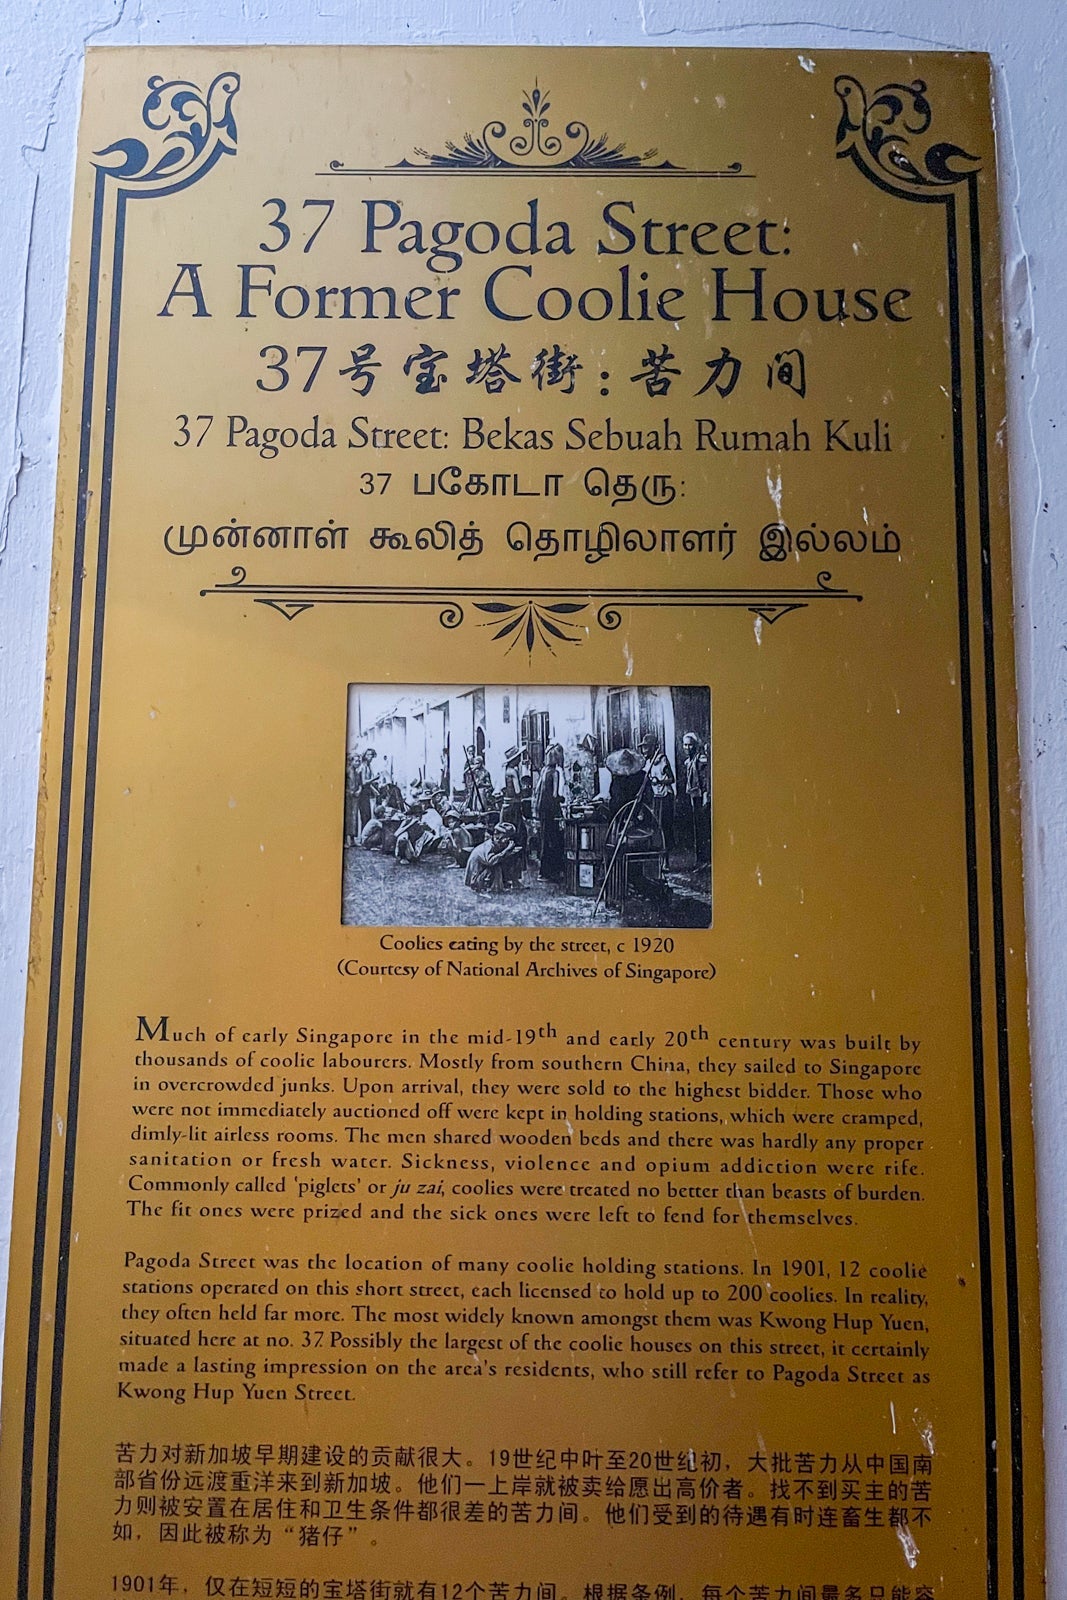 37 Pagoda Street:
A Former Coolie House
37号宝塔街：苦力间
37 Pagoda Street: Bekas Sebuah Rumah Kuli
37 பகோடா தெரு:
முன்னாள் கூலித் தொழிலாளர் இல்லம்
Coolies eating by the street, c 1920
(Courtesy of National Archives of Singapore)
Much of early Singapore in the mid-19th and early 20th century was built by
thousands of coolie labourers. Mostly from southern China, they sailed to Singapore
in overcrowded junks. Upon arrival, they were sold to the highest bidder. Those who
were not immediately auctioned off were kept in holding stations, which were cramped,
dimly-lit airless rooms. The men shared wooden beds and there was hardly any proper
sanitation or fresh water. Sickness, violence and opium addiction were rife.
Commonly called 'piglets' or ju zai, coolies were treated no better than beasts of burden.
The fit ones were prized and the sick ones were left to fend for themselves.
Pagoda Street was the location of many coolie holding stations. In 1901, 12 coolie
stations operated on this short street, each licensed to hold up to 200 coolies. In reality,
they often held far more. The most widely known amongst them was Kwong Hup Yuen,
situated here at no. 37. Possibly the largest of the coolie houses on this street, it certainly
made a lasting impression on the area's residents, who still refer to Pagoda Street as
Kwong Hup Yuen Street.
苦力对新加坡早期建设的贡献很大。19世纪中叶至20世纪初，大批苦力从中国南
部省份远渡重洋来到新加坡。他们一上岸就被卖给愿出高价者。找不到买主的苦
力则被安置在居住和卫生条件都很差的苦力间。他们受到的待遇有时连畜生都不
如，因此被称为“猪仔”。
1901年，仅在短短的宝塔街就有12个苦力间。根据条例，每个苦力间最多只能容